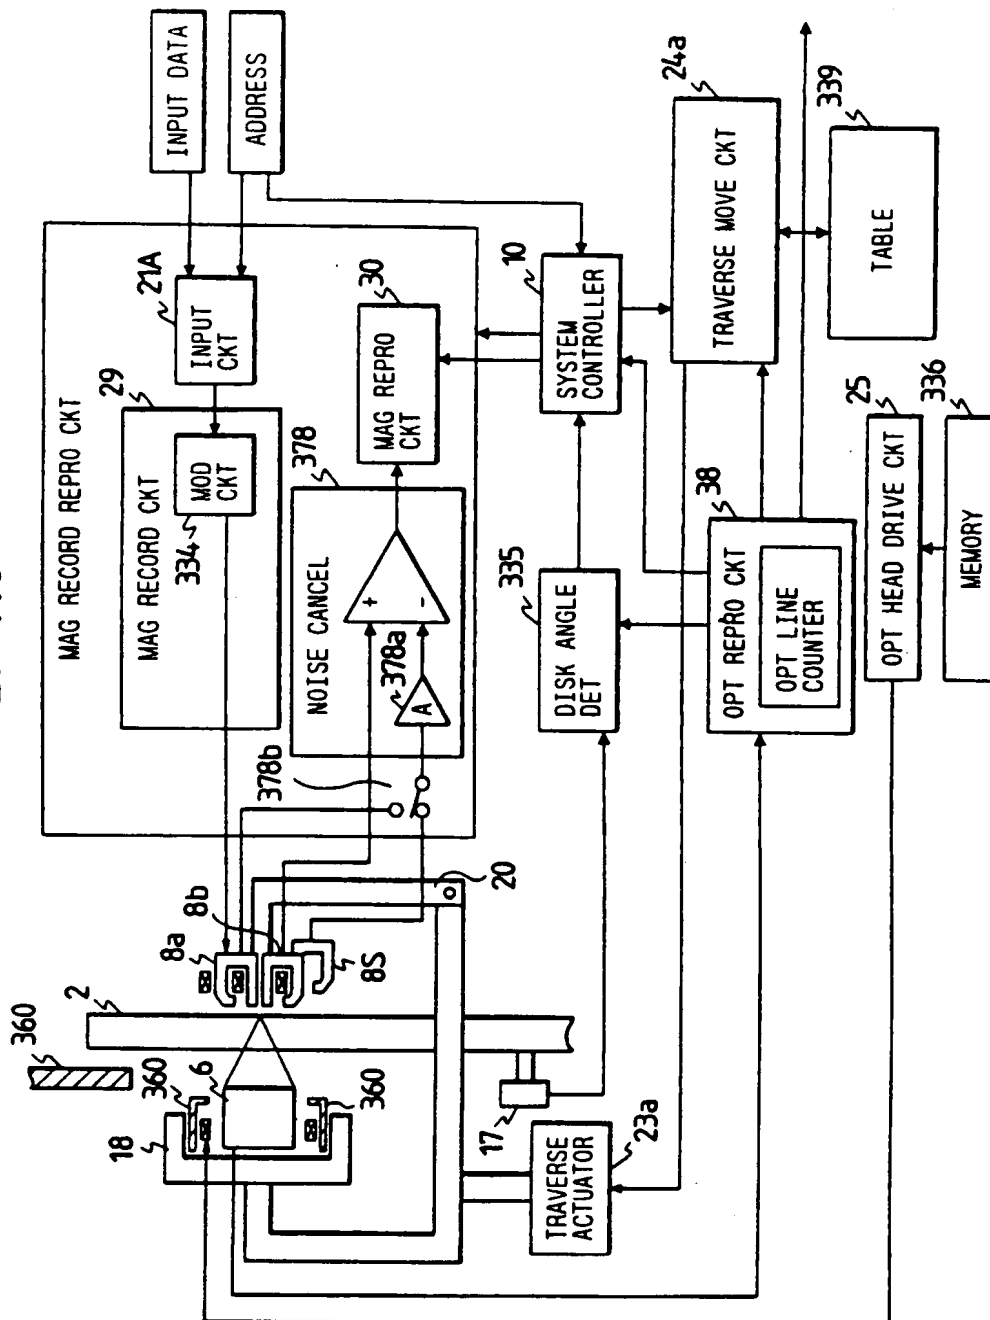 INPUT DATA
ADDRESS
MAG RECORD REPRO CKT
21A
INPUT
CKT
29
MAG RECORD CKT
MOD
CKT
334
30
MAG REPRO
CKT
378
NOISE CANCEL
+
-
A
378a
378b
10
SYSTEM
CONTROLLER
24a
TRAVERSE MOVE CKT
339
TABLE
335
DISK ANGLE
DET
38
OPT REPRO CKT
OPT LINE
COUNTER
25
OPT HEAD DRIVE CKT
336
MEMORY
8a
8b
8S
20
2
360
360
6
360
18
17
23a
TRAVERSE
ACTUATOR